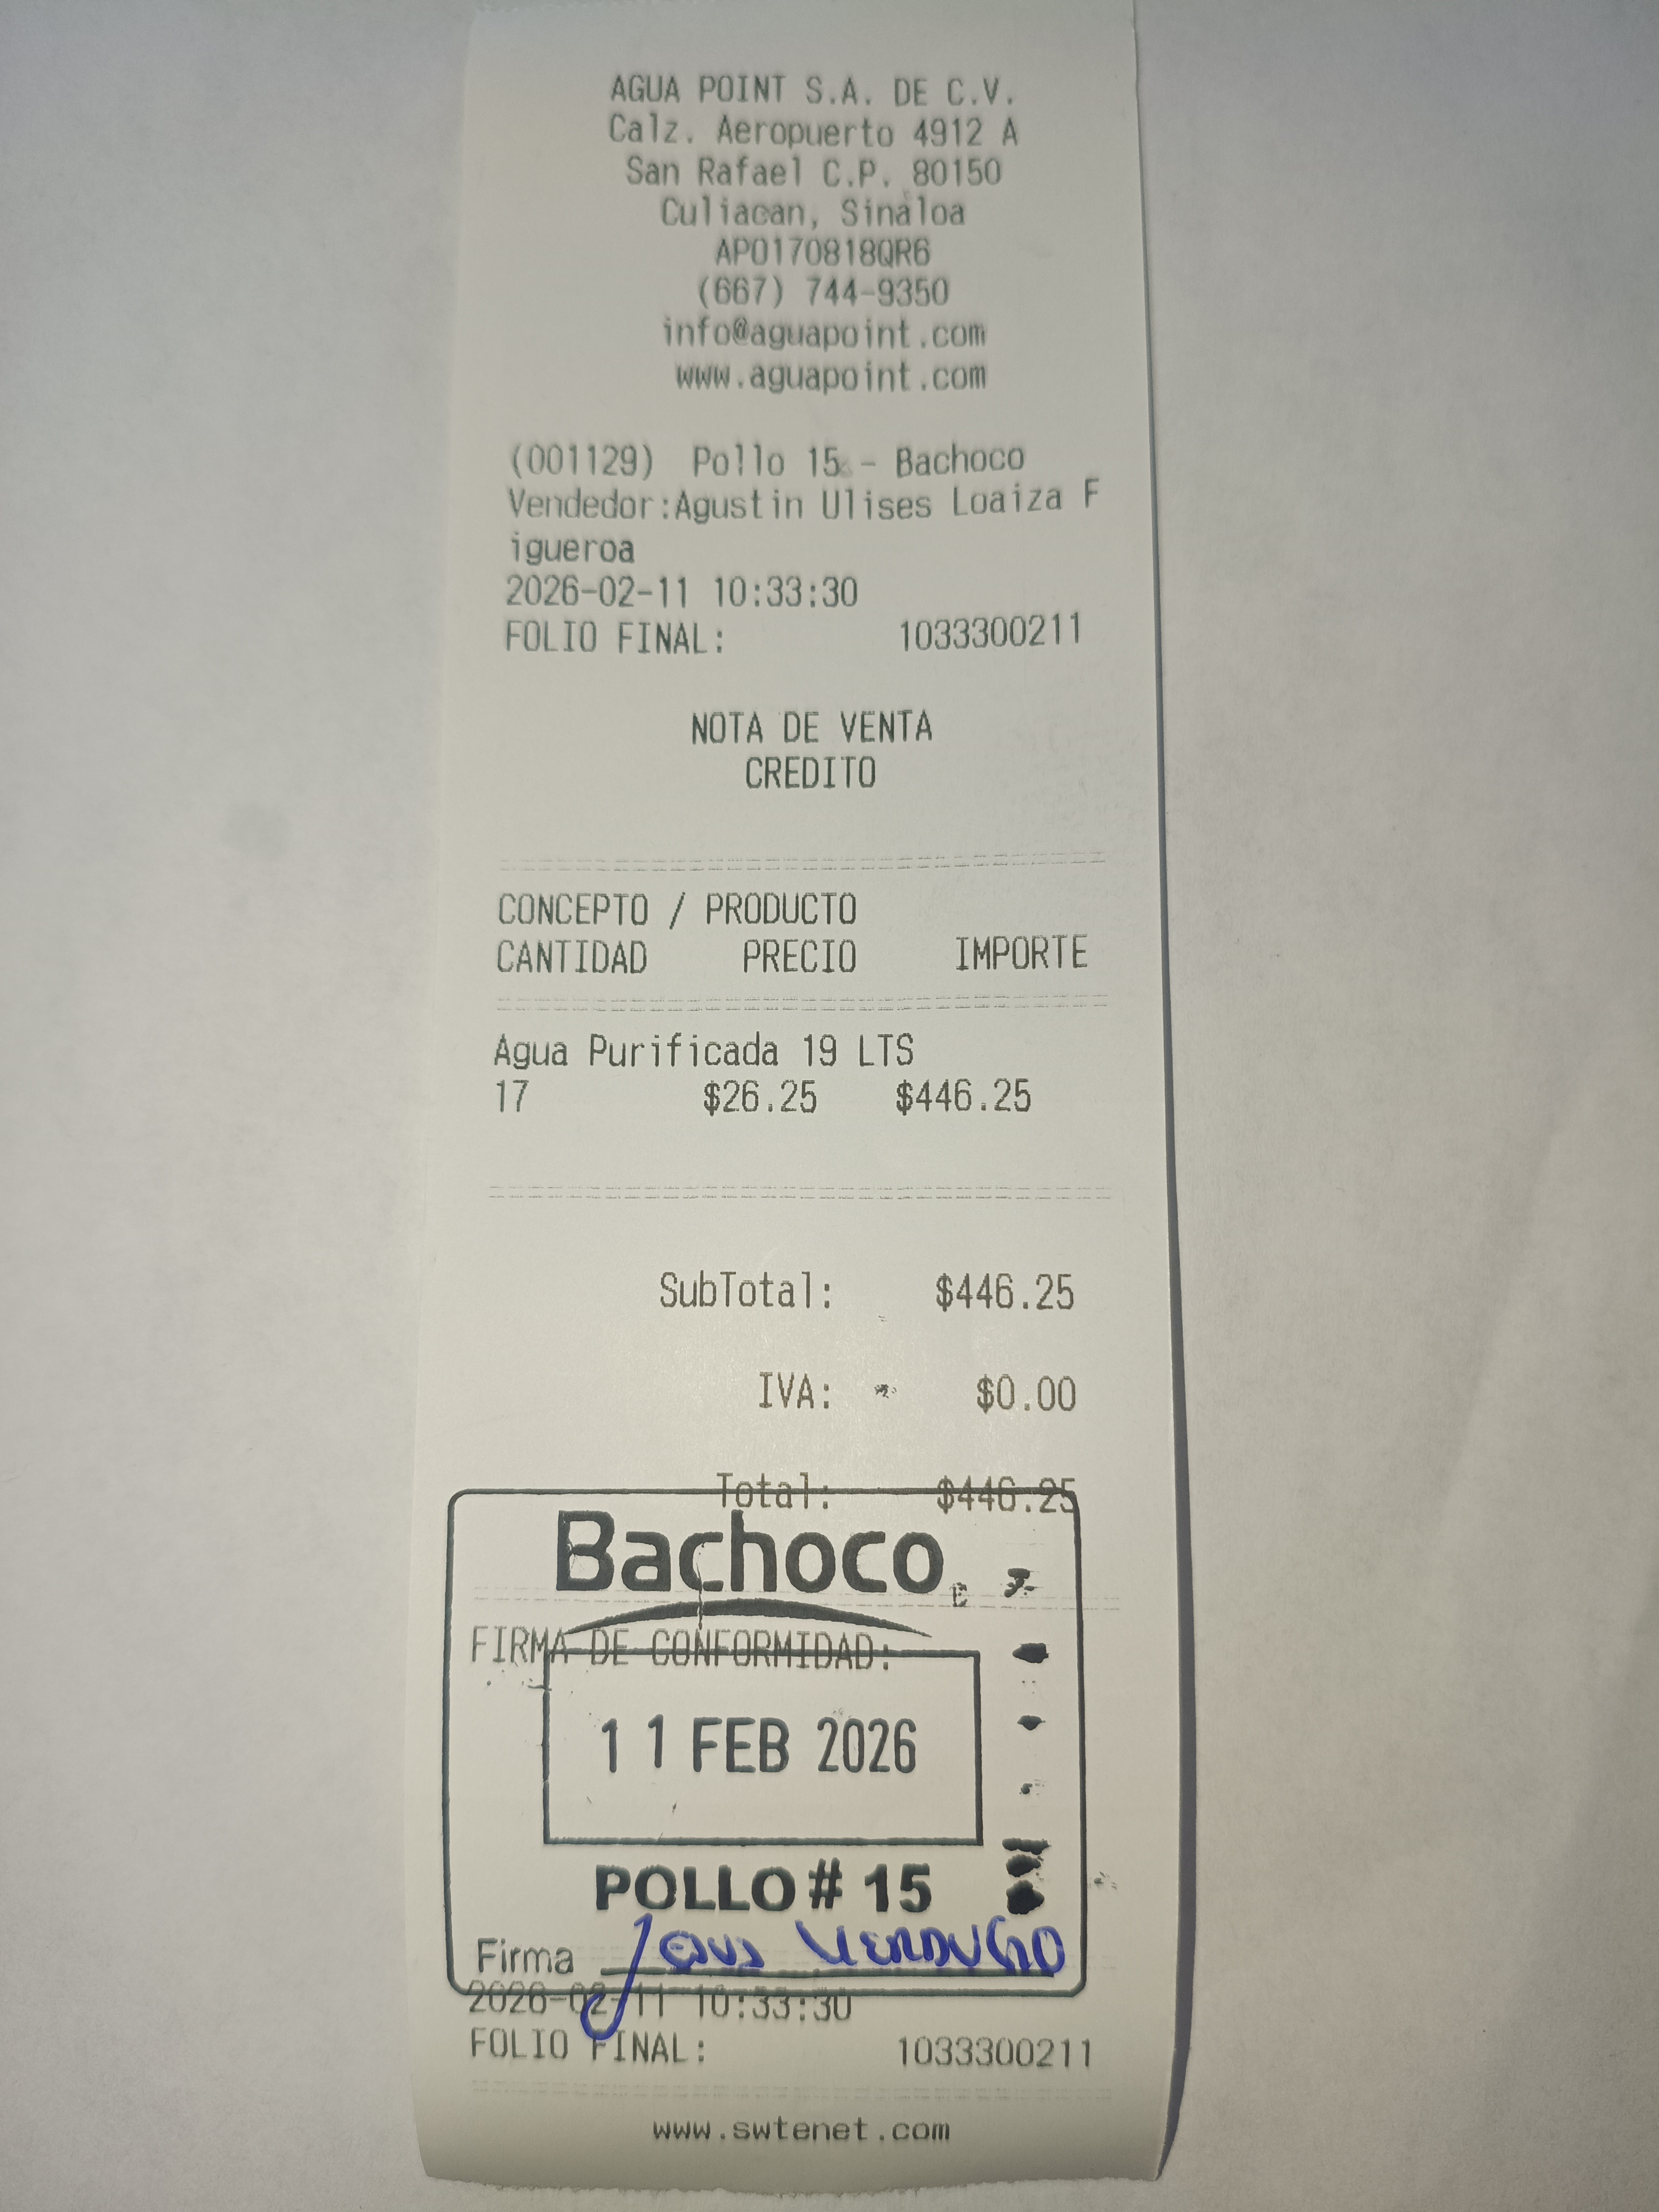 AGUA POINT S.A. DE C.V.
Calz. Aeropuerto 4912 A
San Rafael C.P. 80150
Culiacan, Sinaloa
APO170818QR6
(667) 744-9350
info@aguapoint.com
www.aguapoint.com
(001129) Pollo 15 - Bachoco
Vendedor:Agustin Ulises Loaiza F
igueroa
2026-02-11 10:33:30
FOLIO FINAL: 1033300211
NOTA DE VENTA
CREDITO
CONCEPTO / PRODUCTO
CANTIDAD PRECIO IMPORTE
Agua Purificada 19 LTS
17 $26.25 $446.25
SubTotal: $446.25
IVA: $0.00
Total: $446.25
Bachoco
FIRMA DE CONFORMIDAD:
11 FEB 2026
POLLO # 15
Firma Jesus VERDUGO
2026-02-11 10:33:30
FOLIO FINAL: 1033300211
www.swtenet.com